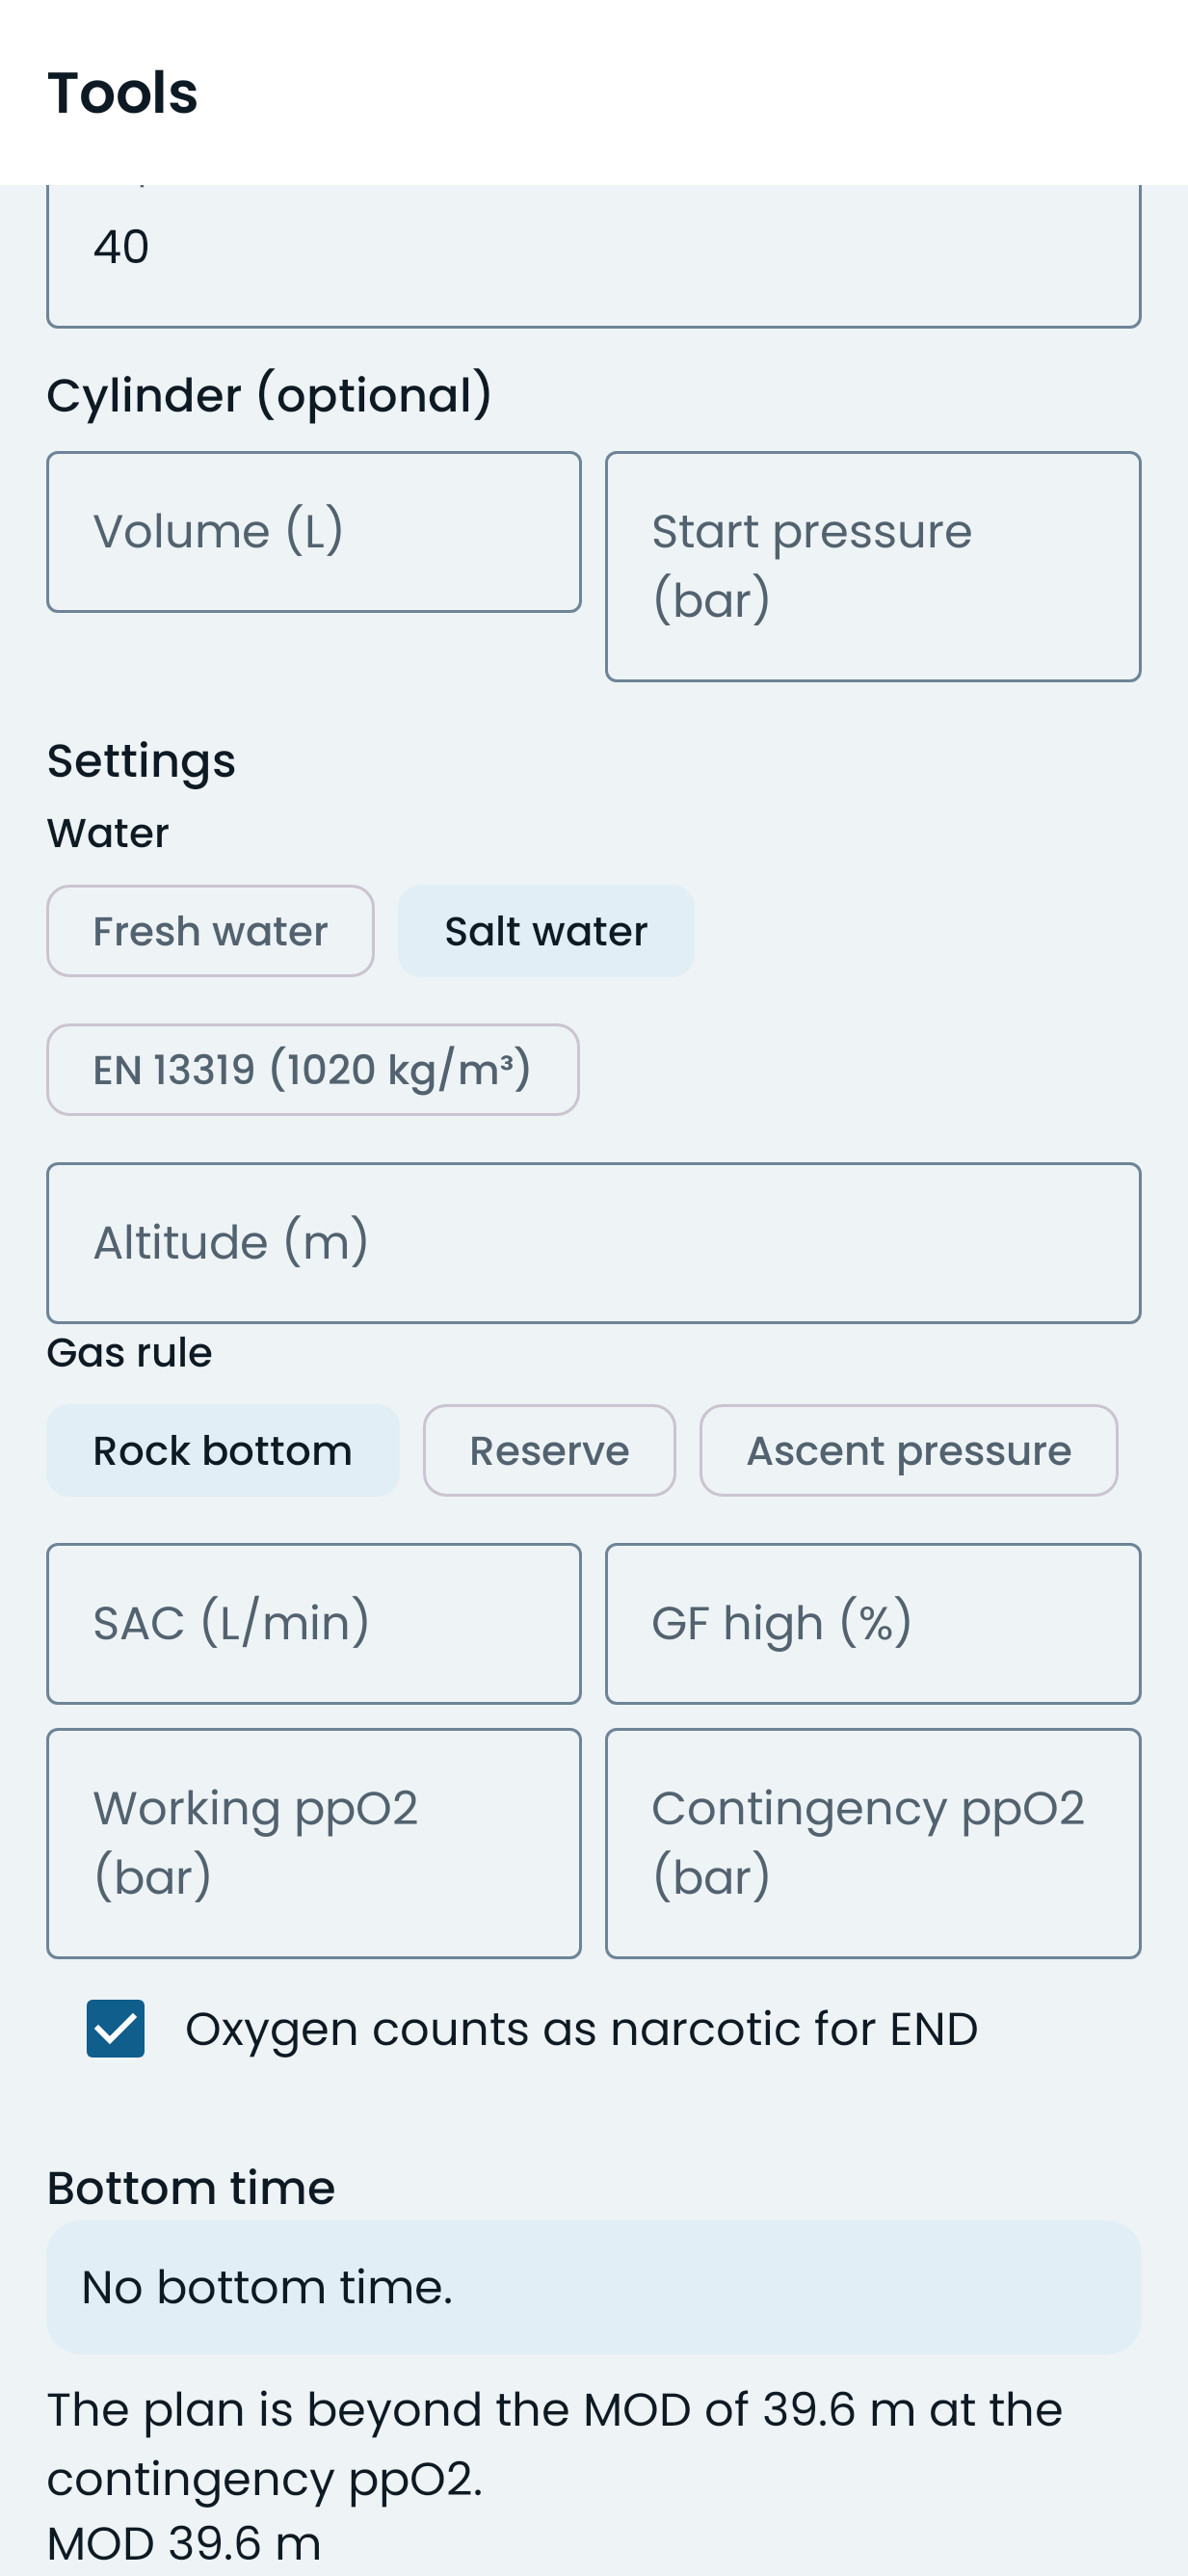 Tools
40
Cylinder (optional)
Volume (L)
Start pressure
(bar)
Settings
Water
Fresh water
Salt water
EN 13319 (1020 kg/m³)
Altitude (m)
Gas rule
Rock bottom
Reserve
Ascent pressure
SAC (L/min)
GF high (%)
Working ppO2
(bar)
Contingency ppO2
(bar)
Oxygen counts as narcotic for END
Bottom time
No bottom time.
The plan is beyond the MOD of 39.6 m at the
contingency ppO2.
MOD 39.6 m